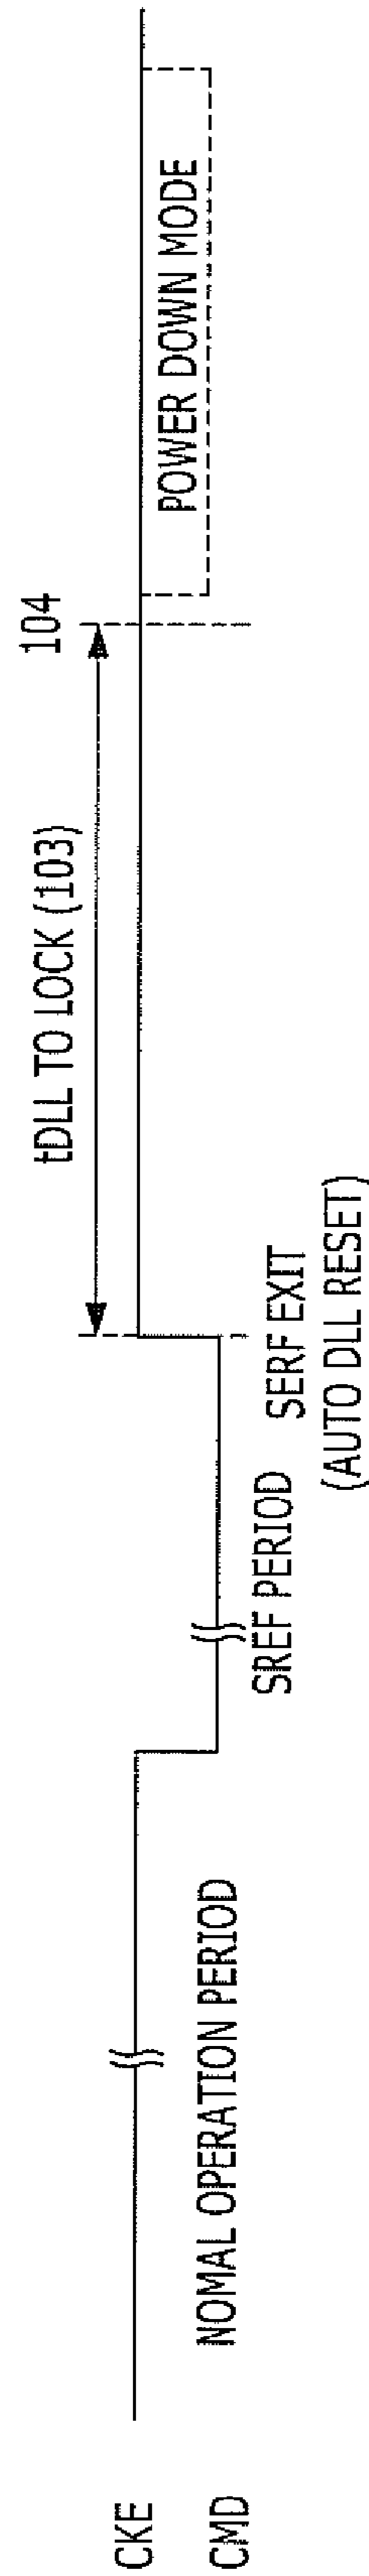 tDLL TO LOCK (103)
104
CKE
POWER DOWN MODE
CMD
NOMAL OPERATION PERIOD
SREF PERIOD
SERF EXIT
(AUTO DLL RESET)